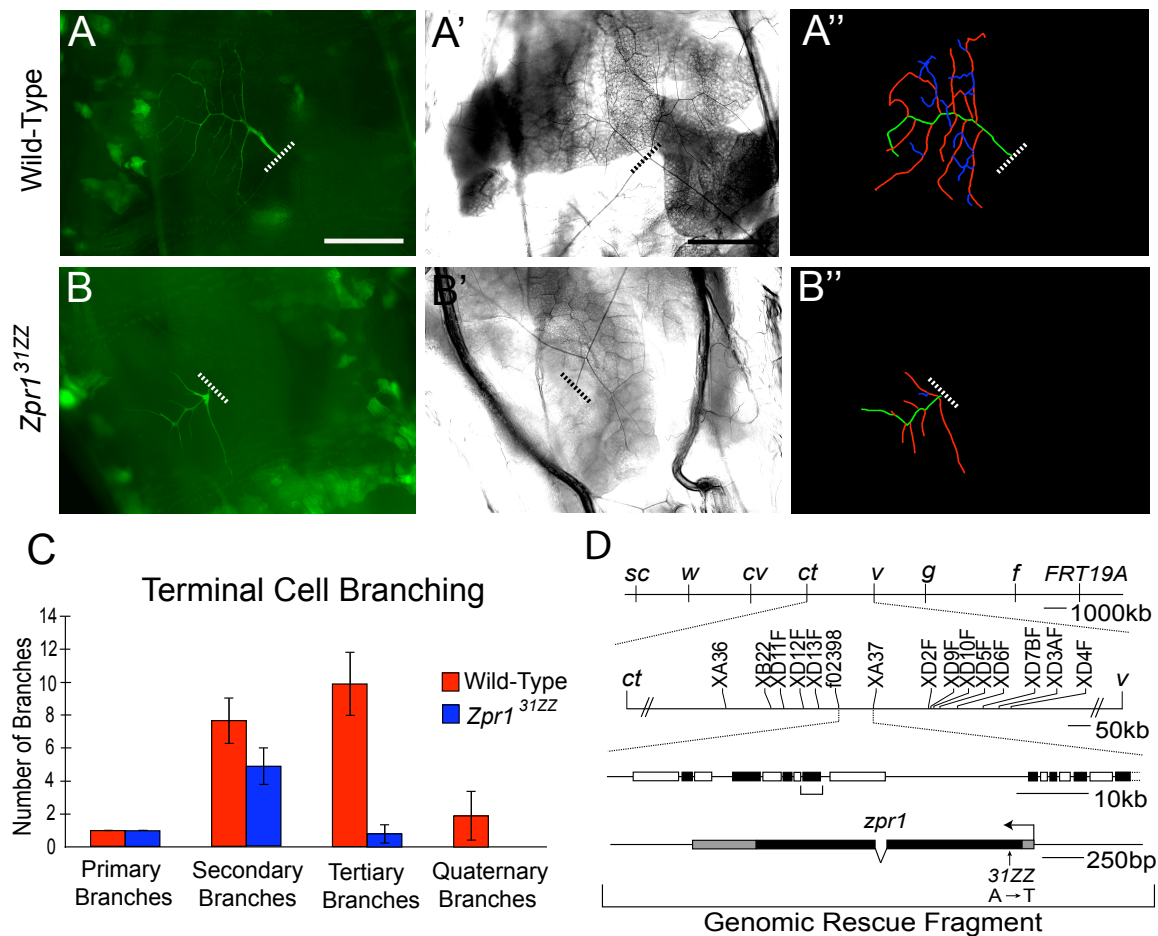 A
A'
A''
Wild-Type
B
B'
B''
Zpr1 31ZZ
C
Terminal Cell Branching
Number of Branches
14
12
10
8
6
4
2
0
Wild-Type
Zpr1 31ZZ
Primary Branches
Secondary Branches
Tertiary Branches
Quaternary Branches
D
sc w cv ct v g f FRT19A
1000kb
XA36 XB22 XD11F XD12F XD13F f02398 XA37 XD2F XD9F XD10F XD5F XD6F XD7BF XD3AF XD4F
ct v
50kb
10kb
zpr1
250bp
31ZZ
A→T
Genomic Rescue Fragment